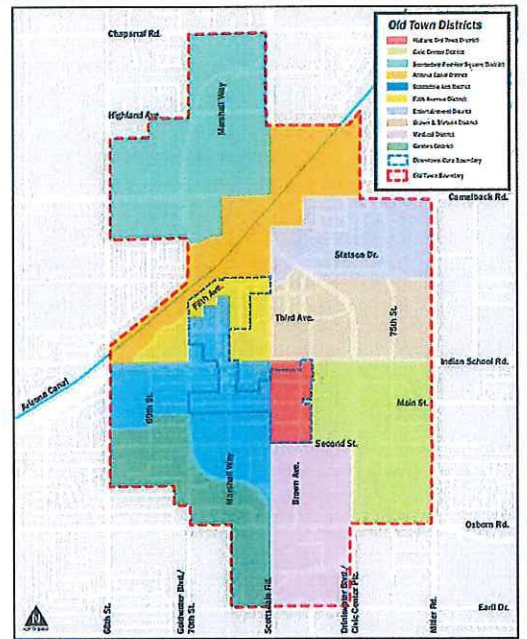 Old Town Districts
Historic Old Town District
Civic Center District
Scottsdale Fashion Square District
Arizona Canal District
Scottsdale Arts District
Fifth Avenue District
Entertainment District
Brown & Stetson District
Medical District
Garden District
Downtown Core Boundary
Old Town Boundary
Chaparral Rd.
Highland Ave.
Marshall Way
Camelback Rd.
Stetson Dr.
Fifth Ave.
Third Ave.
75th St.
Indian School Rd.
Arizona Canal
69th St.
Main St.
Second St.
Marshall Way
Brown Ave.
Osborn Rd.
Earll Dr.
68th St.
Goldwater Blvd./
70th St.
Scottsdale Rd.
Drinkwater Blvd./
Civic Center Plz.
Miller Rd.